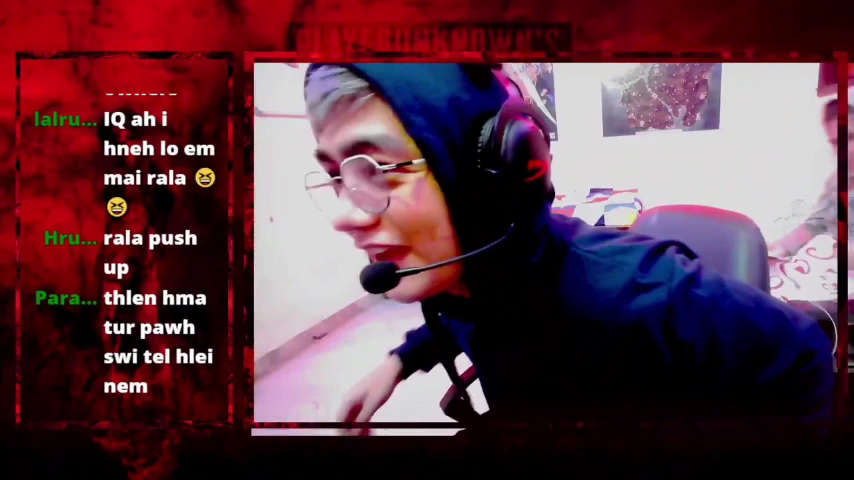 PLAYERUNKNOWN'S
lalru... IQ ah i
hneh lo em
mai rala 😆
😆
Hru... rala push
up
Para... thlen hma
tur pawh
swi tel hlei
nem